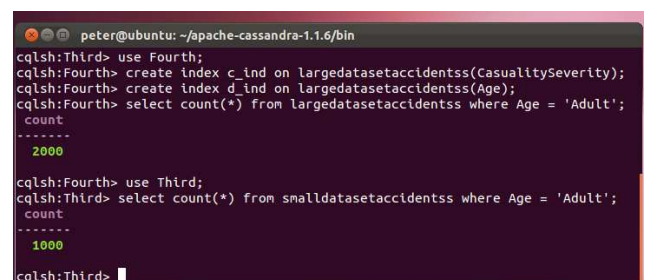 peter@ubuntu: ~/apache-cassandra-1.1.6/bin
cqlsh:Third> use Fourth;
cqlsh:Fourth> create index c_ind on largedatasetaccidentss(CasualitySeverity);
cqlsh:Fourth> create index d_ind on largedatasetaccidentss(Age);
cqlsh:Fourth> select count(*) from largedatasetaccidentss where Age = 'Adult';
count
-------
2000
cqlsh:Fourth> use Third;
cqlsh:Third> select count(*) from smalldatasetaccidentss where Age = 'Adult';
count
-------
1000
cqlsh:Third>